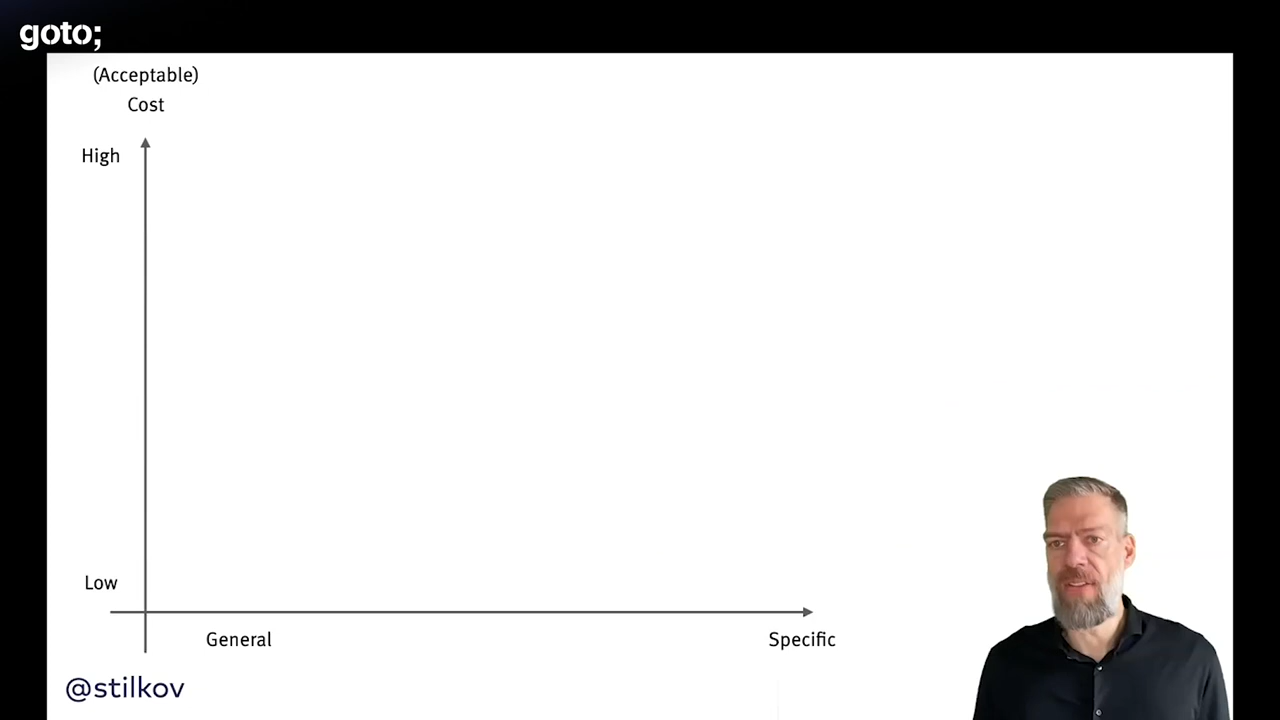 goto;
(Acceptable)
Cost
High
Low
General
Specific
@stilkov